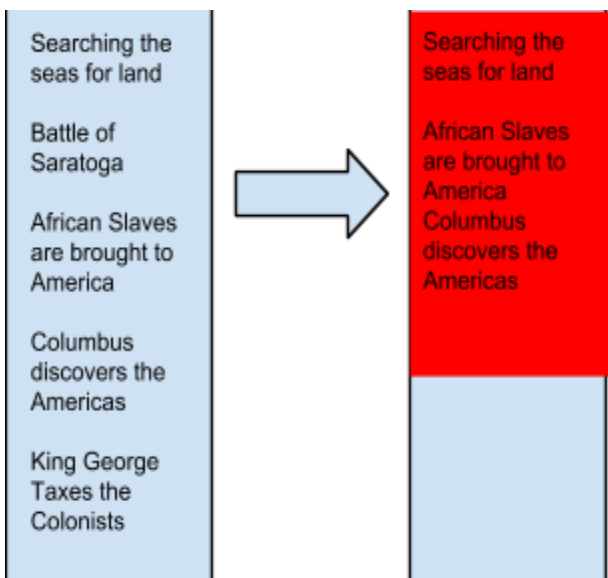 Searching the
seas for land
Battle of
Saratoga
African Slaves
are brought to
America
Columbus
discovers the
Americas
King George
Taxes the
Colonists
Searching the
seas for land
African Slaves
are brought to
America
Columbus
discovers the
Americas